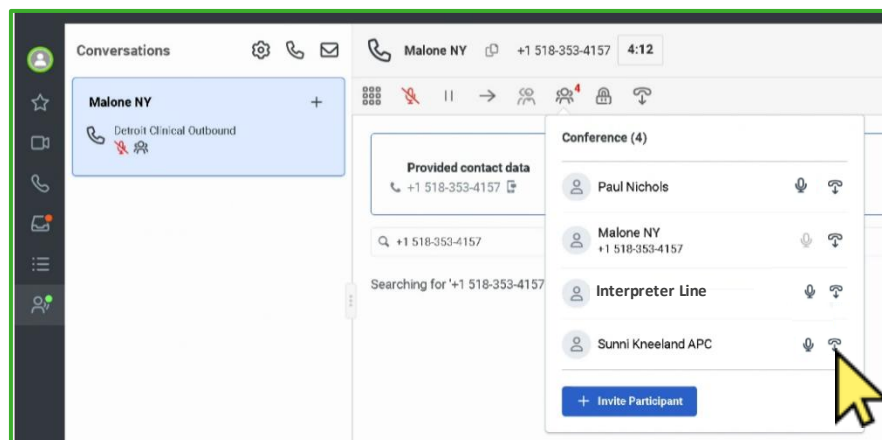 Conversations
Malone NY
+1 518-353-4157
4:12
Malone NY
Detroit Clinical Outbound
4
Conference (4)
Provided contact data
+1 518-353-4157
+1 518-353-4157
Searching for '+1 518-353-4157
Paul Nichols
Malone NY
+1 518-353-4157
Interpreter Line
Sunni Kneeland APC
Invite Participant